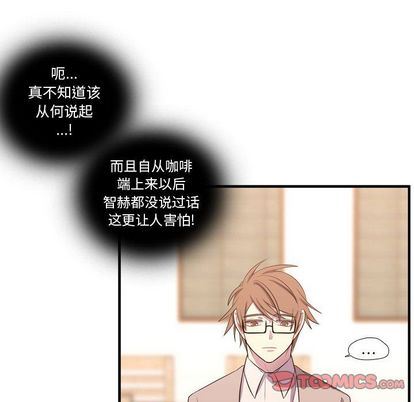 呃...
真不知道该
从何说起
...!
而且自从咖啡
端上来以后
智赫都没说过话
这更让人害怕!
...
TOOMICS.COM